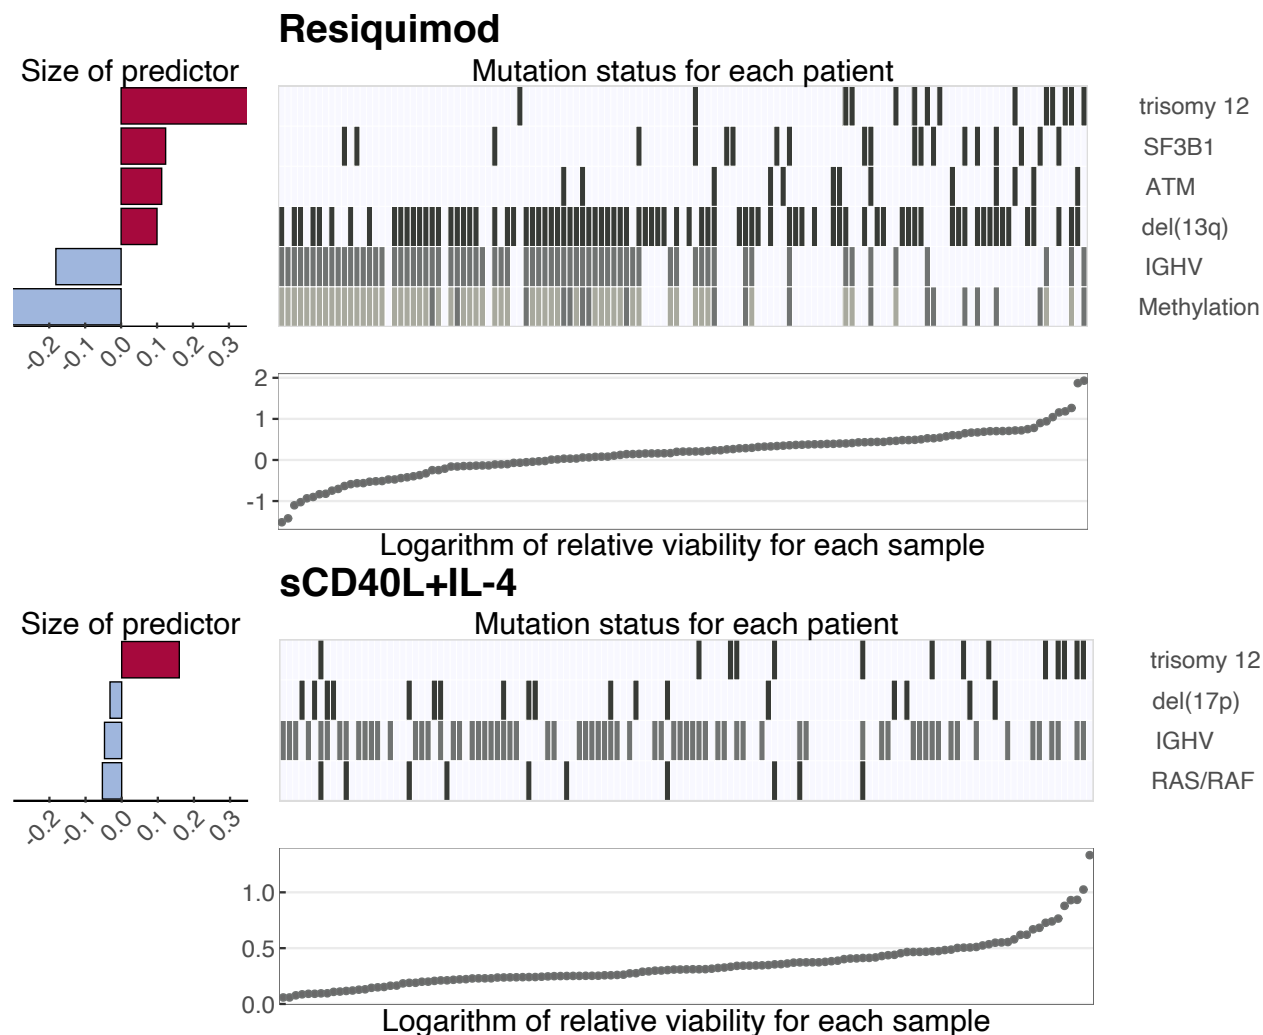 Resiquimod
Size of predictor
Mutation status for each patient
trisomy 12
SF3B1
ATM
del(13q)
IGHV
Methylation
-0.2
-0.1
0.0
0.1
0.2
0.3
2
1
0
-1
Logarithm of relative viability for each sample
sCD40L+IL-4
Size of predictor
Mutation status for each patient
trisomy 12
del(17p)
IGHV
RAS/RAF
-0.2
-0.1
0.0
0.1
0.2
0.3
1.0
0.5
0.0
Logarithm of relative viability for each sample